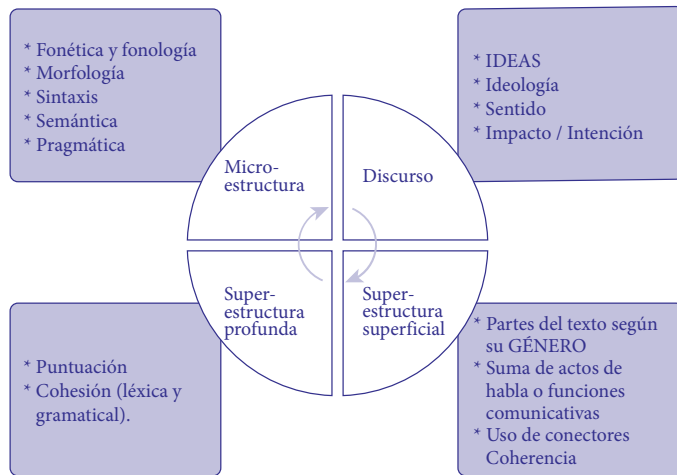 * Fonética y fonología
* Morfología
* Sintaxis
* Semántica
* Pragmática
* IDEAS
* Ideología
* Sentido
* Impacto / Intención
Micro-
estructura
Discurso
Super-
estructura
profunda
Super-
estructura
superficial
* Puntuación
* Cohesión (léxica y
gramatical).
* Partes del texto según
su GÉNERO
* Suma de actos de
habla o funciones
comunicativas
* Uso de conectores
Coherencia